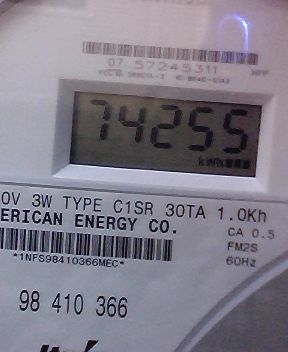 07 57245311
74255
kWh
0V 3W TYPE C1SR 30TA 1.0Kh
ERICAN ENERGY CO.
CA 0.5
FM2S
60Hz
*1NFS98410366MEC*
98 410 366